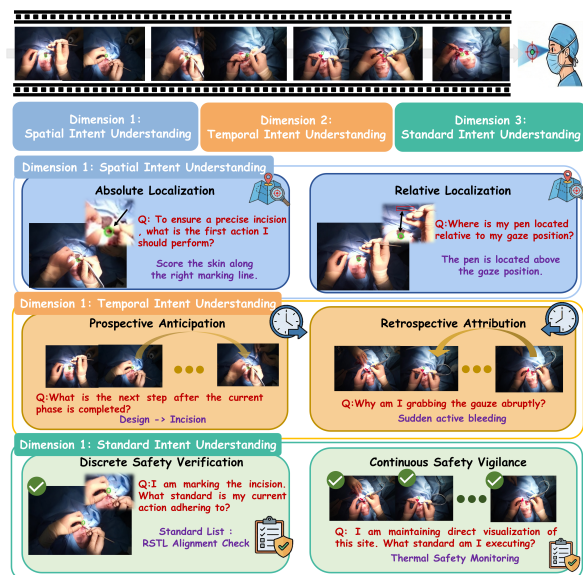 Dimension 1:
Spatial Intent Understanding
Dimension 2:
Temporal Intent Understanding
Dimension 3:
Standard Intent Understanding
Dimension 1: Spatial Intent Understanding
Absolute Localization
Q: To ensure a precise incision
, what is the first action I
should perform?
Score the skin along
the right marking line.
Relative Localization
Q:Where is my pen located
relative to my gaze position?
The pen is located above
the gaze position.
Dimension 1: Temporal Intent Understanding
Prospective Anticipation
Q:What is the next step after the current
phase is completed?
Design -> Incision
Retrospective Attribution
Q:Why am I grabbing the gauze abruptly?
Sudden active bleeding
Dimension 1: Standard Intent Understanding
Discrete Safety Verification
Q:I am marking the incision.
What standard is my current
action adhering to?
Standard List :
RSTL Alignment Check
Continuous Safety Vigilance
Q: I am maintaining direct visualization of
this site. What standard am I executing?
Thermal Safety Monitoring